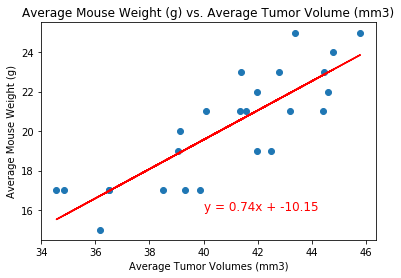 Average Mouse Weight (g) vs. Average Tumor Volume (mm3)
Average Mouse Weight (g)
24
22
20
18
16
y = 0.74x + -10.15
34 36 38 40 42 44 46
Average Tumor Volumes (mm3)